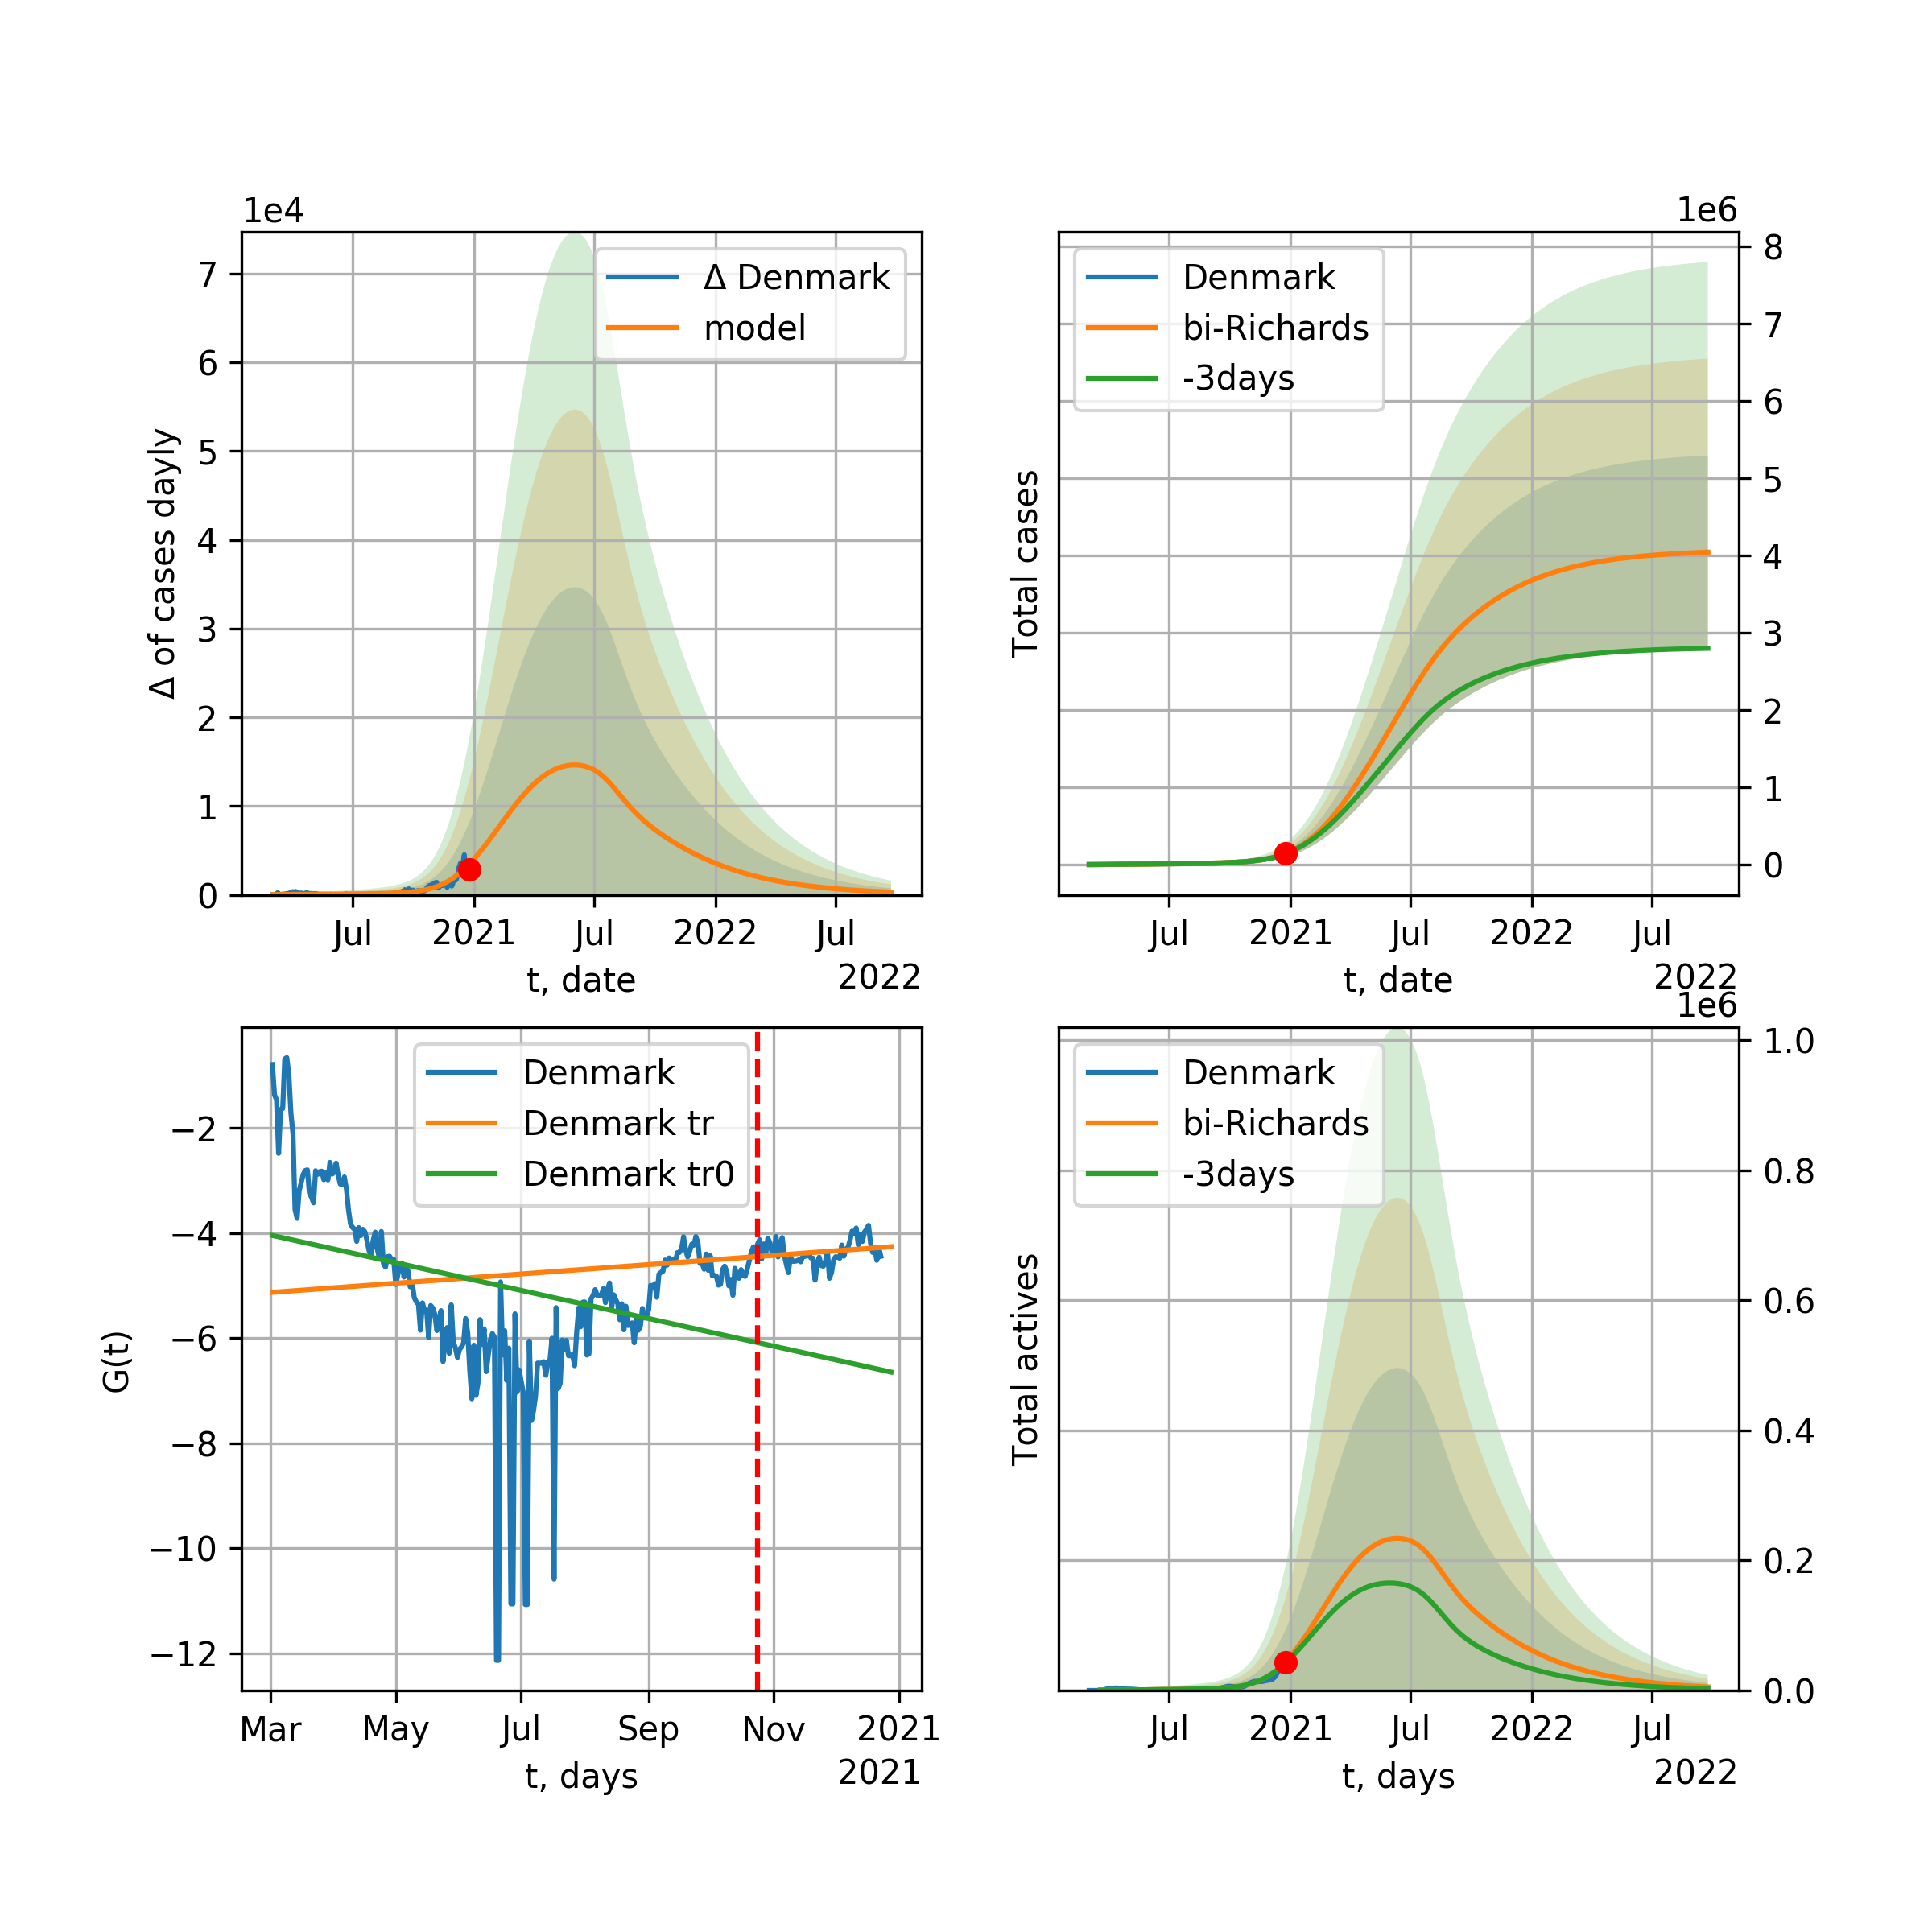 1e4
7
6
5
4
3
2
1
0
Δ of cases dayly
Δ Denmark
model
Jul 2021 Jul 2022 Jul
t, date
2022
1e6
8
7
6
5
4
3
2
1
0
Total cases
Denmark
bi-Richards
-3days
Jul 2021 Jul 2022 Jul
t, date
2022
−2
−4
−6
−8
−10
−12
G(t)
Denmark
Denmark tr
Denmark tr0
Mar May Jul Sep Nov 2021
t, days
2021
1e6
1.0
0.8
0.6
0.4
0.2
0.0
Total actives
Denmark
bi-Richards
-3days
Jul 2021 Jul 2022 Jul
t, days
2022